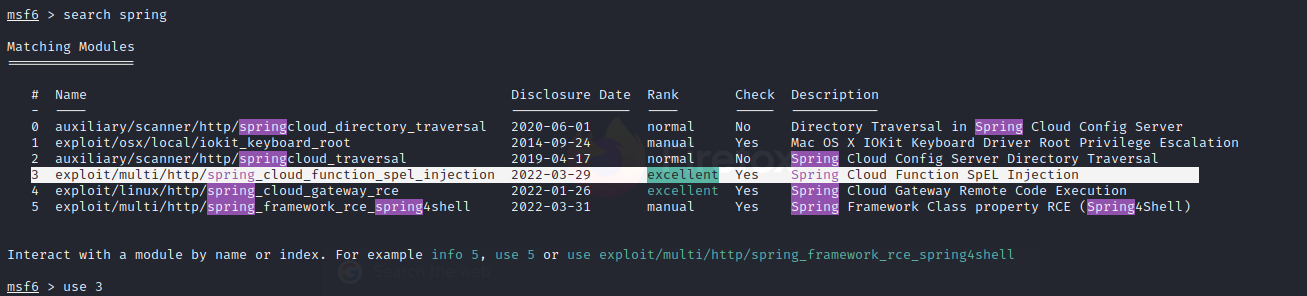 msf6 > search spring
Matching Modules
================
# Name Disclosure Date Rank Check Description
- ---- --------------- ---- ----- -----------
0 auxiliary/scanner/http/springcloud_directory_traversal 2020-06-01 normal No Directory Traversal in Spring Cloud Config Server
1 exploit/osx/local/iokit_keyboard_root 2014-09-24 manual Yes Mac OS X IOKit Keyboard Driver Root Privilege Escalation
2 auxiliary/scanner/http/springcloud_traversal 2019-04-17 normal No Spring Cloud Config Server Directory Traversal
3 exploit/multi/http/spring_cloud_function_spel_injection 2022-03-29 excellent Yes Spring Cloud Function SpEL Injection
4 exploit/linux/http/spring_cloud_gateway_rce 2022-01-26 excellent Yes Spring Cloud Gateway Remote Code Execution
5 exploit/multi/http/spring_framework_rce_spring4shell 2022-03-31 manual Yes Spring Framework Class property RCE (Spring4Shell)
Interact with a module by name or index. For example info 5, use 5 or use exploit/multi/http/spring_framework_rce_spring4shell
Search the web
msf6 > use 3